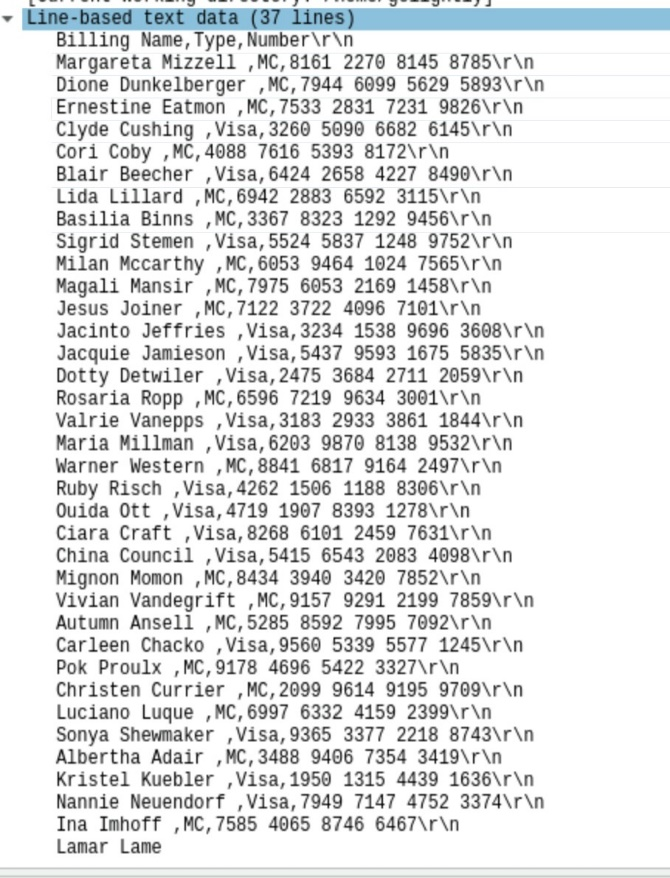 Line-based text data (37 lines)
Billing Name,Type,Number\r\n
Margareta Mizzell ,MC,8161 2270 8145 8785\r\n
Dione Dunkelberger ,MC,7944 6099 5629 5893\r\n
Ernestine Eatmon ,MC,7533 2831 7231 9826\r\n
Clyde Cushing ,Visa,3260 5090 6682 6145\r\n
Cori Coby ,MC,4088 7616 5393 8172\r\n
Blair Beecher ,Visa,6424 2658 4227 8490\r\n
Lida Lillard ,MC,6942 2883 6592 3115\r\n
Basilia Binns ,MC,3367 8323 1292 9456\r\n
Sigrid Stemen ,Visa,5524 5837 1248 9752\r\n
Milan Mccarthy ,MC,6053 9464 1024 7565\r\n
Magali Mansir ,MC,7975 6053 2169 1458\r\n
Jesus Joiner ,MC,7122 3722 4096 7101\r\n
Jacinto Jeffries ,Visa,3234 1538 9696 3608\r\n
Jacquie Jamieson ,Visa,5437 9593 1675 5835\r\n
Dotty Detwiler ,Visa,2475 3684 2711 2059\r\n
Rosaria Ropp ,MC,6596 7219 9634 3001\r\n
Valrie Vanepps ,Visa,3183 2933 3861 1844\r\n
Maria Millman ,Visa,6203 9870 8138 9532\r\n
Warner Western ,MC,8841 6817 9164 2497\r\n
Ruby Risch ,Visa,4262 1506 1188 8306\r\n
Ouida Ott ,Visa,4719 1907 8393 1278\r\n
Ciara Craft ,Visa,8268 6101 2459 7631\r\n
China Council ,Visa,5415 6543 2083 4098\r\n
Mignon Momon ,MC,8434 3940 3420 7852\r\n
Vivian Vandegrift ,MC,9157 9291 2199 7859\r\n
Autumn Ansell ,MC,5285 8592 7995 7092\r\n
Carleen Chacko ,Visa,9560 5339 5577 1245\r\n
Pok Proulx ,MC,9178 4696 5422 3327\r\n
Christen Currier ,MC,2099 9614 9195 9709\r\n
Luciano Luque ,MC,6997 6332 4159 2399\r\n
Sonya Shewmaker ,Visa,9365 3377 2218 8743\r\n
Albertha Adair ,MC,3488 9406 7354 3419\r\n
Kristel Kuebler ,Visa,1950 1315 4439 1636\r\n
Nannie Neuendorf ,Visa,7949 7147 4752 3374\r\n
Ina Imhoff ,MC,7585 4065 8746 6467\r\n
Lamar Lame